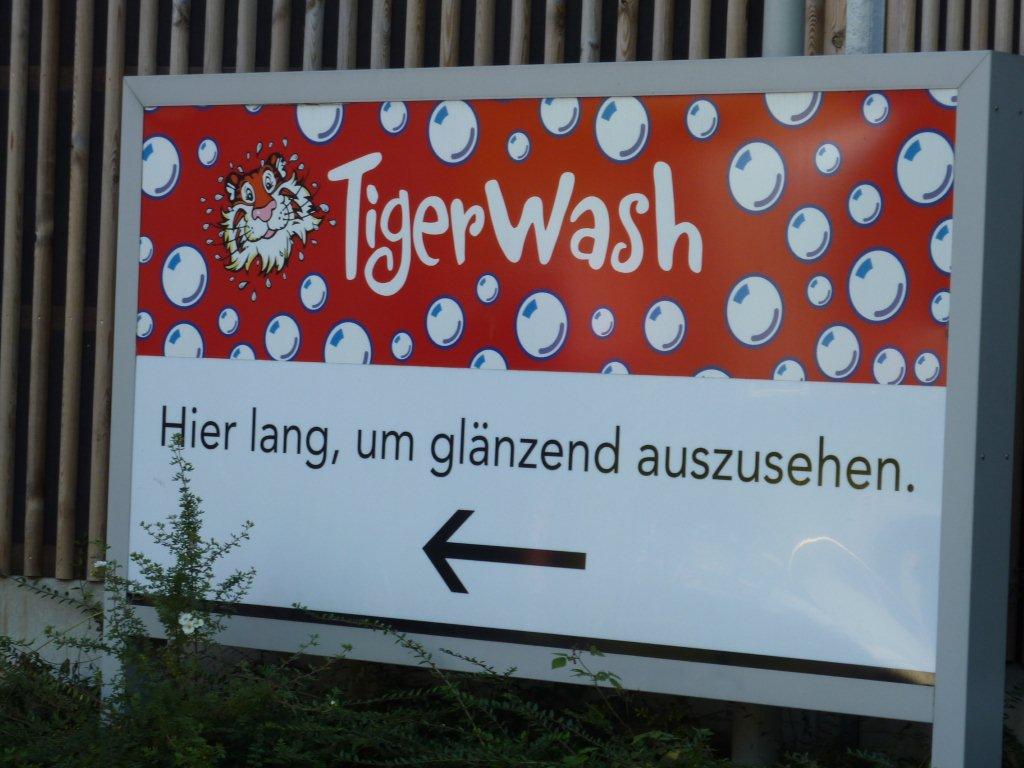 TigerWash
Hier lang, um glänzend auszusehen.